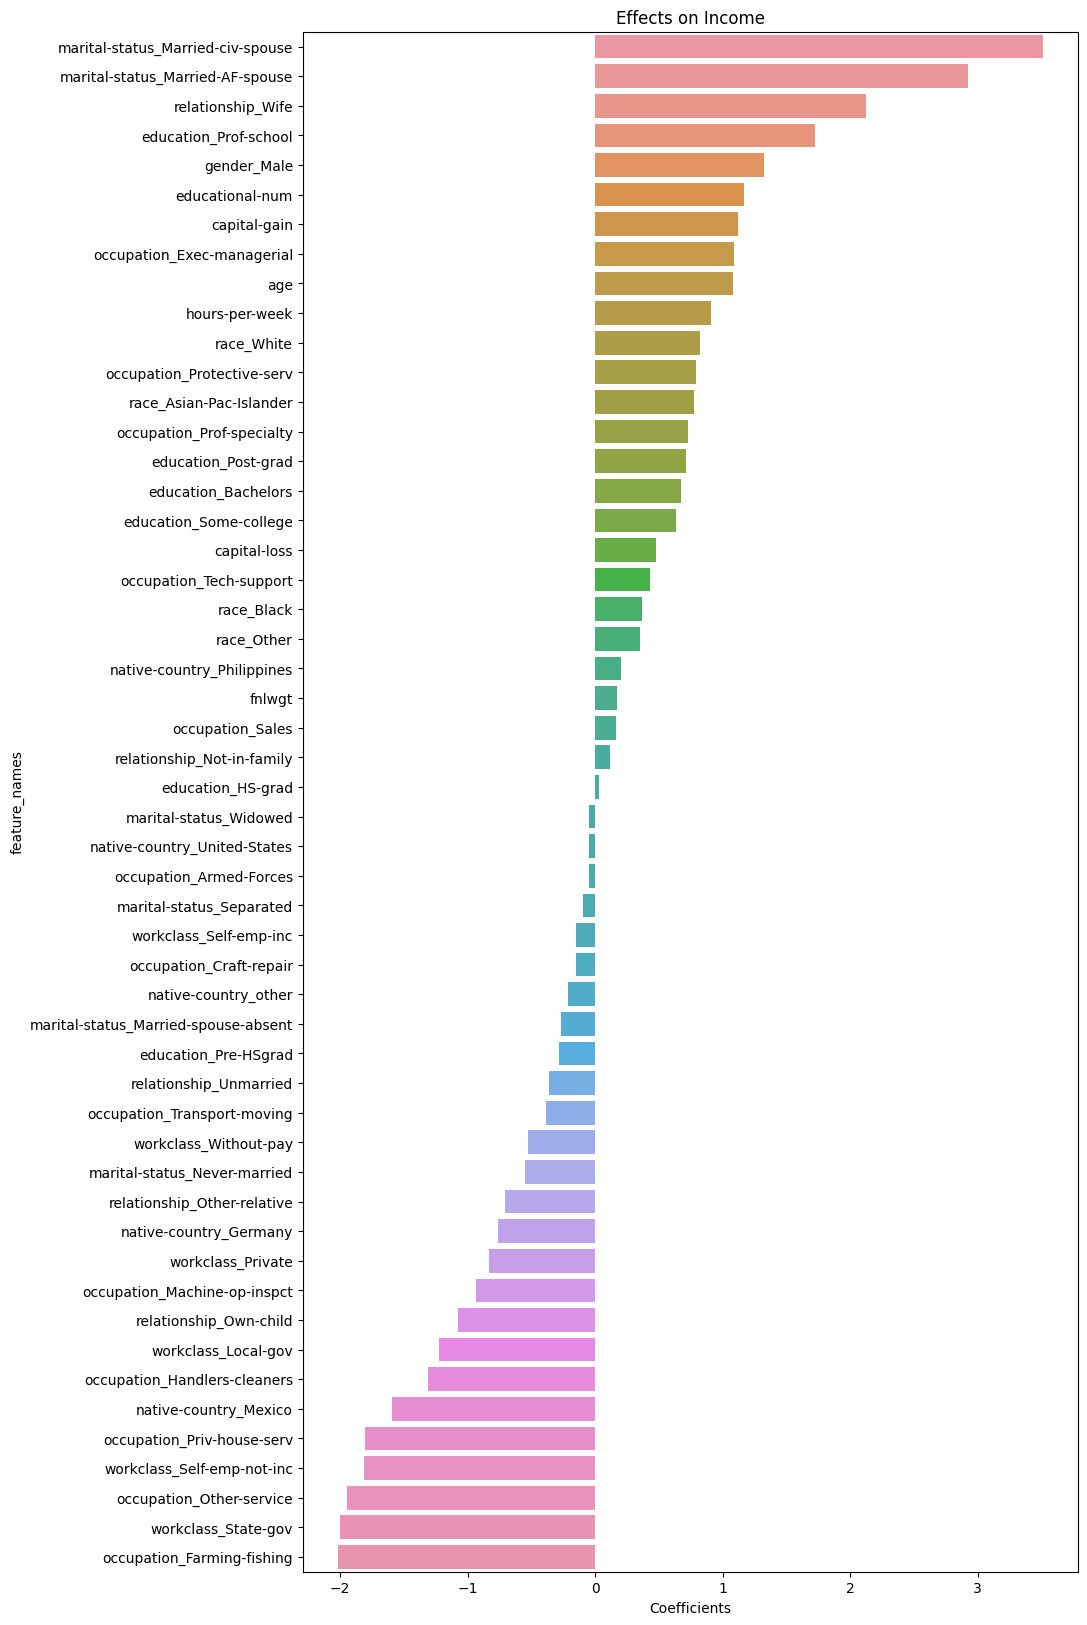 Effects on Income
marital-status_Married-civ-spouse
marital-status_Married-AF-spouse
relationship_Wife
education_Prof-school
gender_Male
educational-num
capital-gain
occupation_Exec-managerial
age
hours-per-week
race_White
occupation_Protective-serv
race_Asian-Pac-Islander
occupation_Prof-specialty
education_Post-grad
education_Bachelors
education_Some-college
capital-loss
occupation_Tech-support
race_Black
race_Other
native-country_Philippines
fnlwgt
occupation_Sales
relationship_Not-in-family
education_HS-grad
marital-status_Widowed
native-country_United-States
occupation_Armed-Forces
marital-status_Separated
workclass_Self-emp-inc
occupation_Craft-repair
native-country_other
marital-status_Married-spouse-absent
education_Pre-HSgrad
relationship_Unmarried
occupation_Transport-moving
workclass_Without-pay
marital-status_Never-married
relationship_Other-relative
native-country_Germany
workclass_Private
occupation_Machine-op-inspct
relationship_Own-child
workclass_Local-gov
occupation_Handlers-cleaners
native-country_Mexico
occupation_Priv-house-serv
workclass_Self-emp-not-inc
occupation_Other-service
workclass_State-gov
occupation_Farming-fishing
feature_names
−2 −1 0 1 2 3
Coefficients